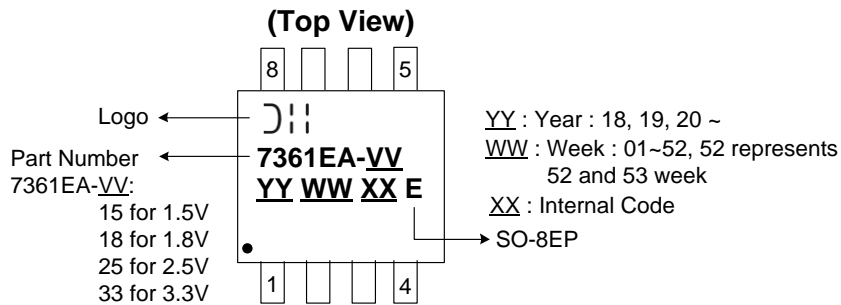 (Top View)
8 5
Logo
Part Number
7361EA-VV:
15 for 1.5V
18 for 1.8V
25 for 2.5V
33 for 3.3V
7361EA-VV
YY WW XX E
1 4
YY : Year : 18, 19, 20 ~
WW : Week : 01~52, 52 represents
52 and 53 week
XX : Internal Code
SO-8EP